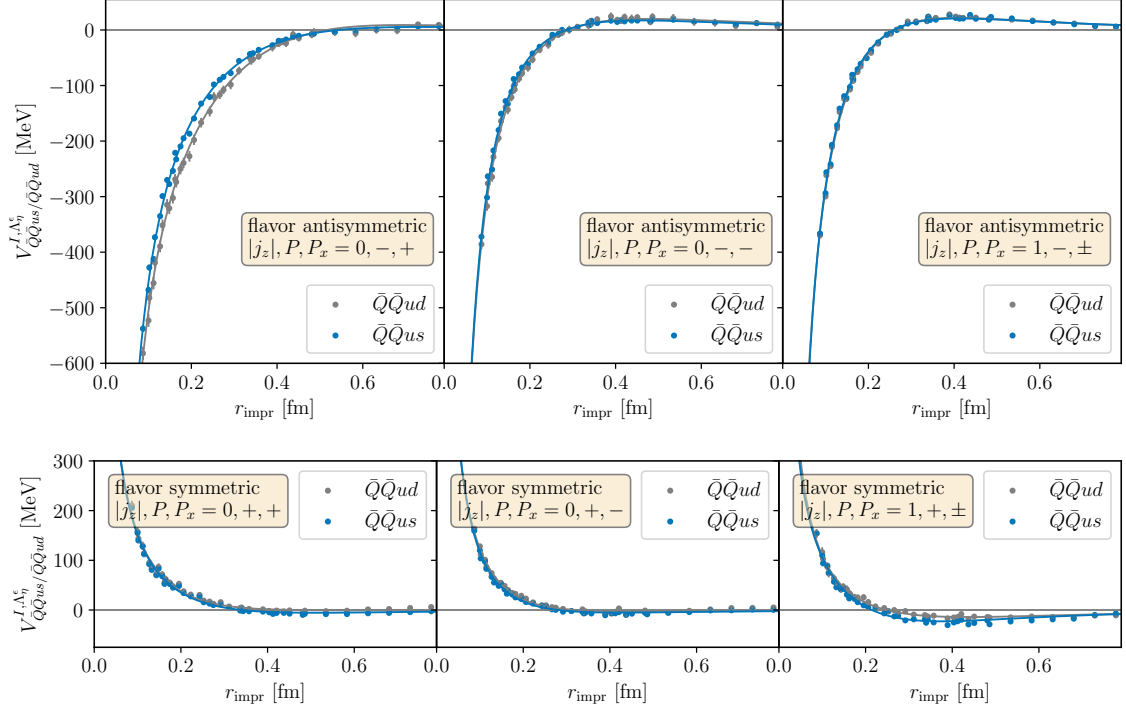 V^{I,Λ_η^ϵ}_{Q̄Q̄us/Q̄Q̄ud} [MeV]
0
−100
−200
−300
−400
−500
−600
flavor antisymmetric
|j_z|, P, P_x = 0, −, +
Q̄Q̄ud
Q̄Q̄us
flavor antisymmetric
|j_z|, P, P_x = 0, −, −
Q̄Q̄ud
Q̄Q̄us
flavor antisymmetric
|j_z|, P, P_x = 1, −, ±
Q̄Q̄ud
Q̄Q̄us
0.0 0.2 0.4 0.6 0.0 0.2 0.4 0.6 0.0 0.2 0.4 0.6
r_impr [fm] r_impr [fm] r_impr [fm]
V^{I,Λ_η^ϵ}_{Q̄Q̄us/Q̄Q̄ud} [MeV]
300
200
100
0
flavor symmetric
|j_z|, P, P_x = 0, +, +
Q̄Q̄ud
Q̄Q̄us
flavor symmetric
|j_z|, P, P_x = 0, +, −
Q̄Q̄ud
Q̄Q̄us
flavor symmetric
|j_z|, P, P_x = 1, +, ±
Q̄Q̄ud
Q̄Q̄us
0.0 0.2 0.4 0.6 0.0 0.2 0.4 0.6 0.0 0.2 0.4 0.6
r_impr [fm] r_impr [fm] r_impr [fm]